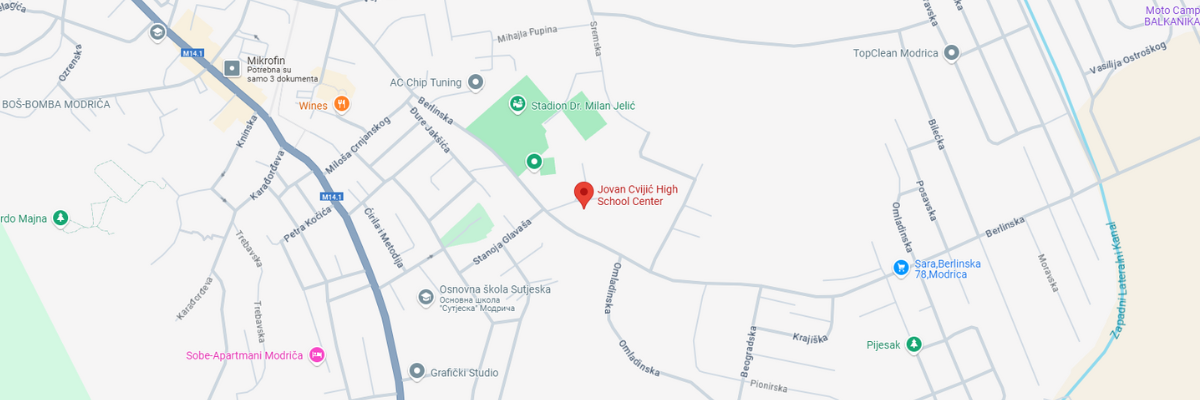 Moto Camp
BALKANIKA
Mihajla Pupina
Sremska
TopClean Modrica
M14.1
Ozrenska
Vasilija Ostroškog
Mikrofin
Potrebna su
samo 3 dokumenta
AC Chip Tuning
BOŠ-BOMBA MODRIČA
Wines
Berlinska
Stadion Dr. Milan Jelić
Kninska
Đure Jakšića
Miloša Crnjanskog
Bilećka
Karađorđeva
M14.1
Jovan Cvijić High
School Center
Posavska
Omladinska
Petra Kočića
Ćirila i Metodija
Stanoja Glavaša
Berlinska
rdo Majna
Trebavska
Sara,Berlinska
78,Modrica
Moravska
Zapadni Lateralni Kanal
Omladinska
Karađorđeva
Osnovna škola Sutjeska
Основна школа
"Сутјеска" Модрича
Trebavska
Krajiška
Beogradska
Pijesak
Sobe-Apartmani Modriča
Omladinska
Grafički Studio
Pionirska